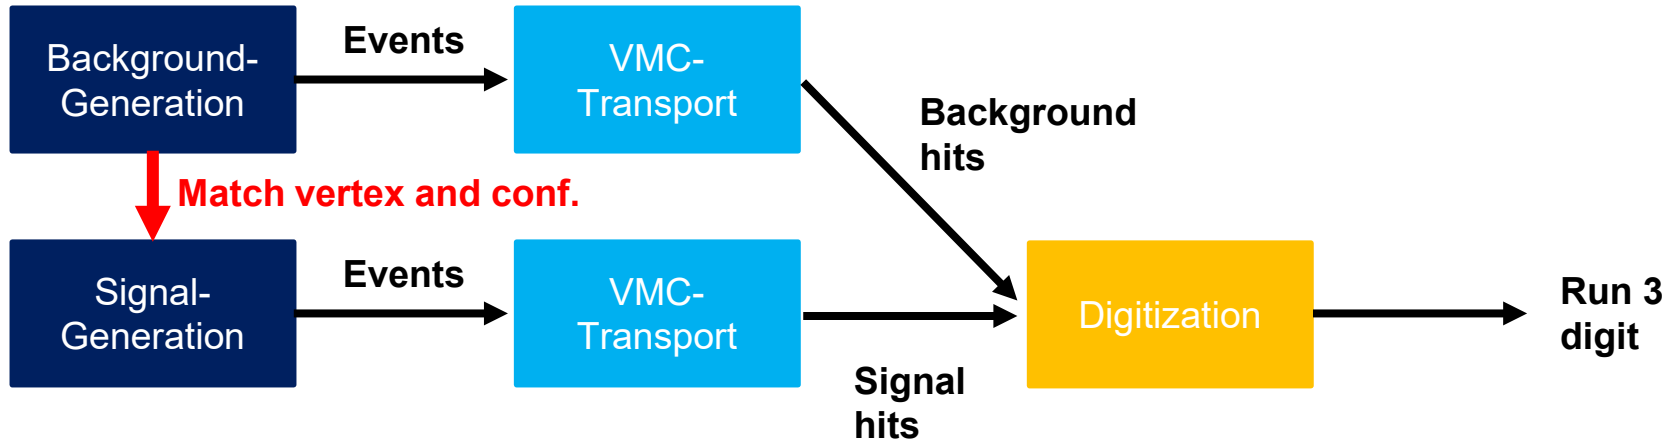 Background-
Generation
Events
VMC-
Transport
Background
hits
Match vertex and conf.
Signal-
Generation
Events
VMC-
Transport
Signal
hits
Digitization
Run 3
digit